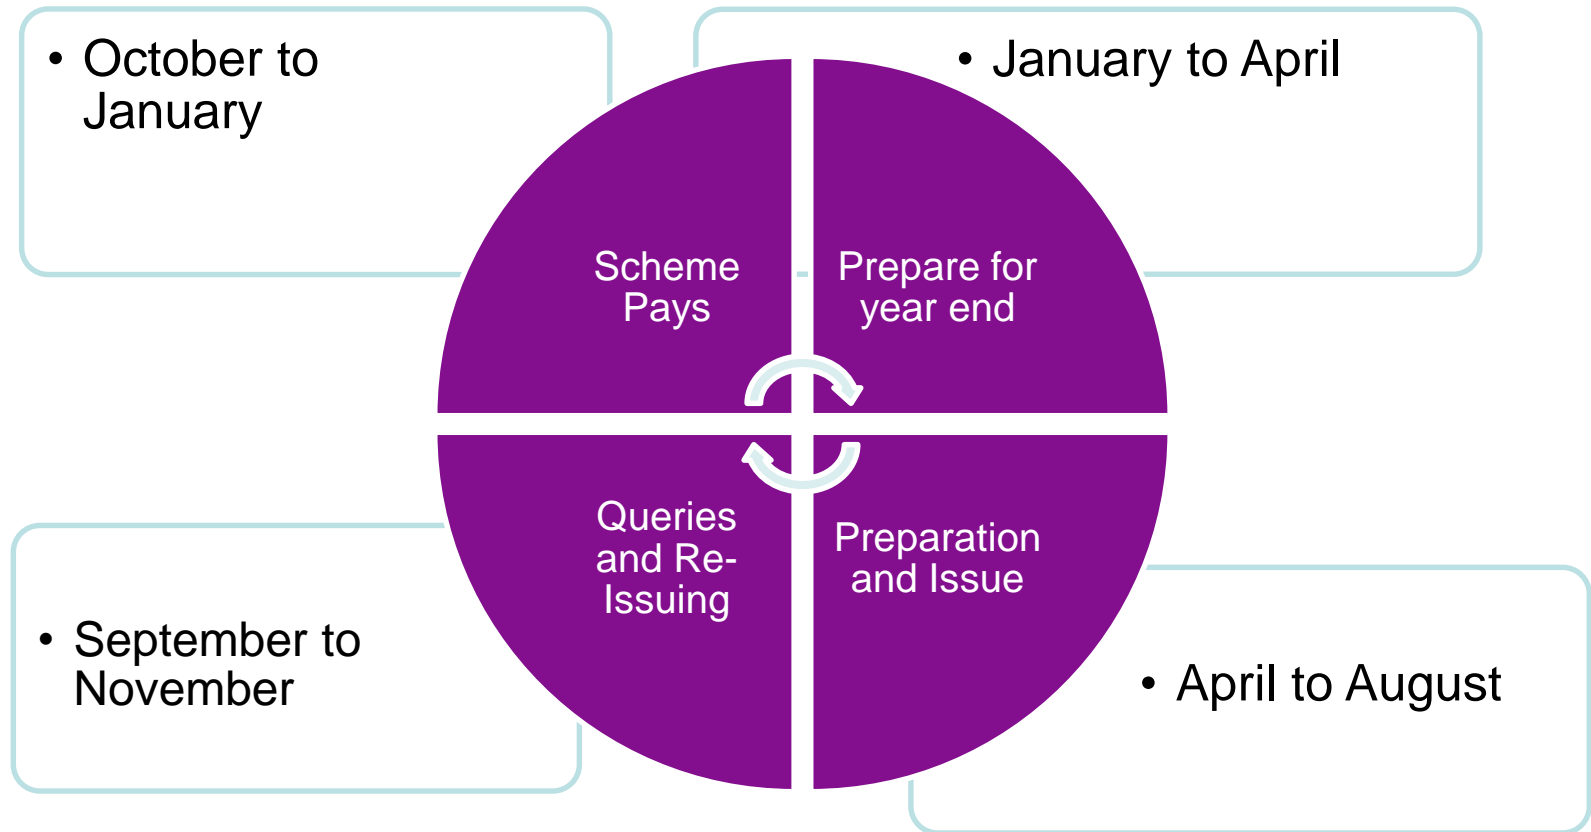 • October to
January
• January to April
Scheme
Pays
Prepare for
year end
Queries
and Re-
Issuing
Preparation
and Issue
• September to
November
• April to August